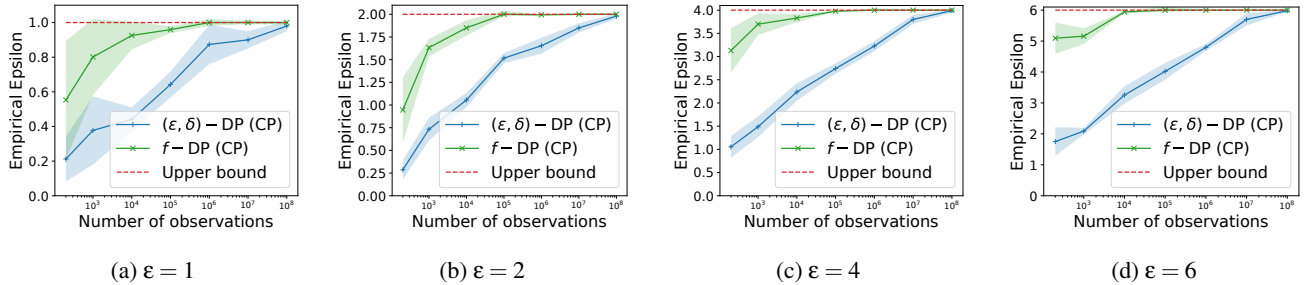 Empirical Epsilon
1.0
0.8
0.6
0.4
0.2
0.0
(ε, δ) − DP (CP)
f − DP (CP)
Upper bound
10³ 10⁴ 10⁵ 10⁶ 10⁷ 10⁸
Number of observations
(a) ε = 1
Empirical Epsilon
2.00
1.75
1.50
1.25
1.00
0.75
0.50
0.25
0.00
(ε, δ) − DP (CP)
f − DP (CP)
Upper bound
10³ 10⁴ 10⁵ 10⁶ 10⁷ 10⁸
Number of observations
(b) ε = 2
Empirical Epsilon
4.0
3.5
3.0
2.5
2.0
1.5
1.0
0.5
0.0
(ε, δ) − DP (CP)
f − DP (CP)
Upper bound
10³ 10⁴ 10⁵ 10⁶ 10⁷ 10⁸
Number of observations
(c) ε = 4
Empirical Epsilon
6
5
4
3
2
1
0
(ε, δ) − DP (CP)
f − DP (CP)
Upper bound
10³ 10⁴ 10⁵ 10⁶ 10⁷ 10⁸
Number of observations
(d) ε = 6